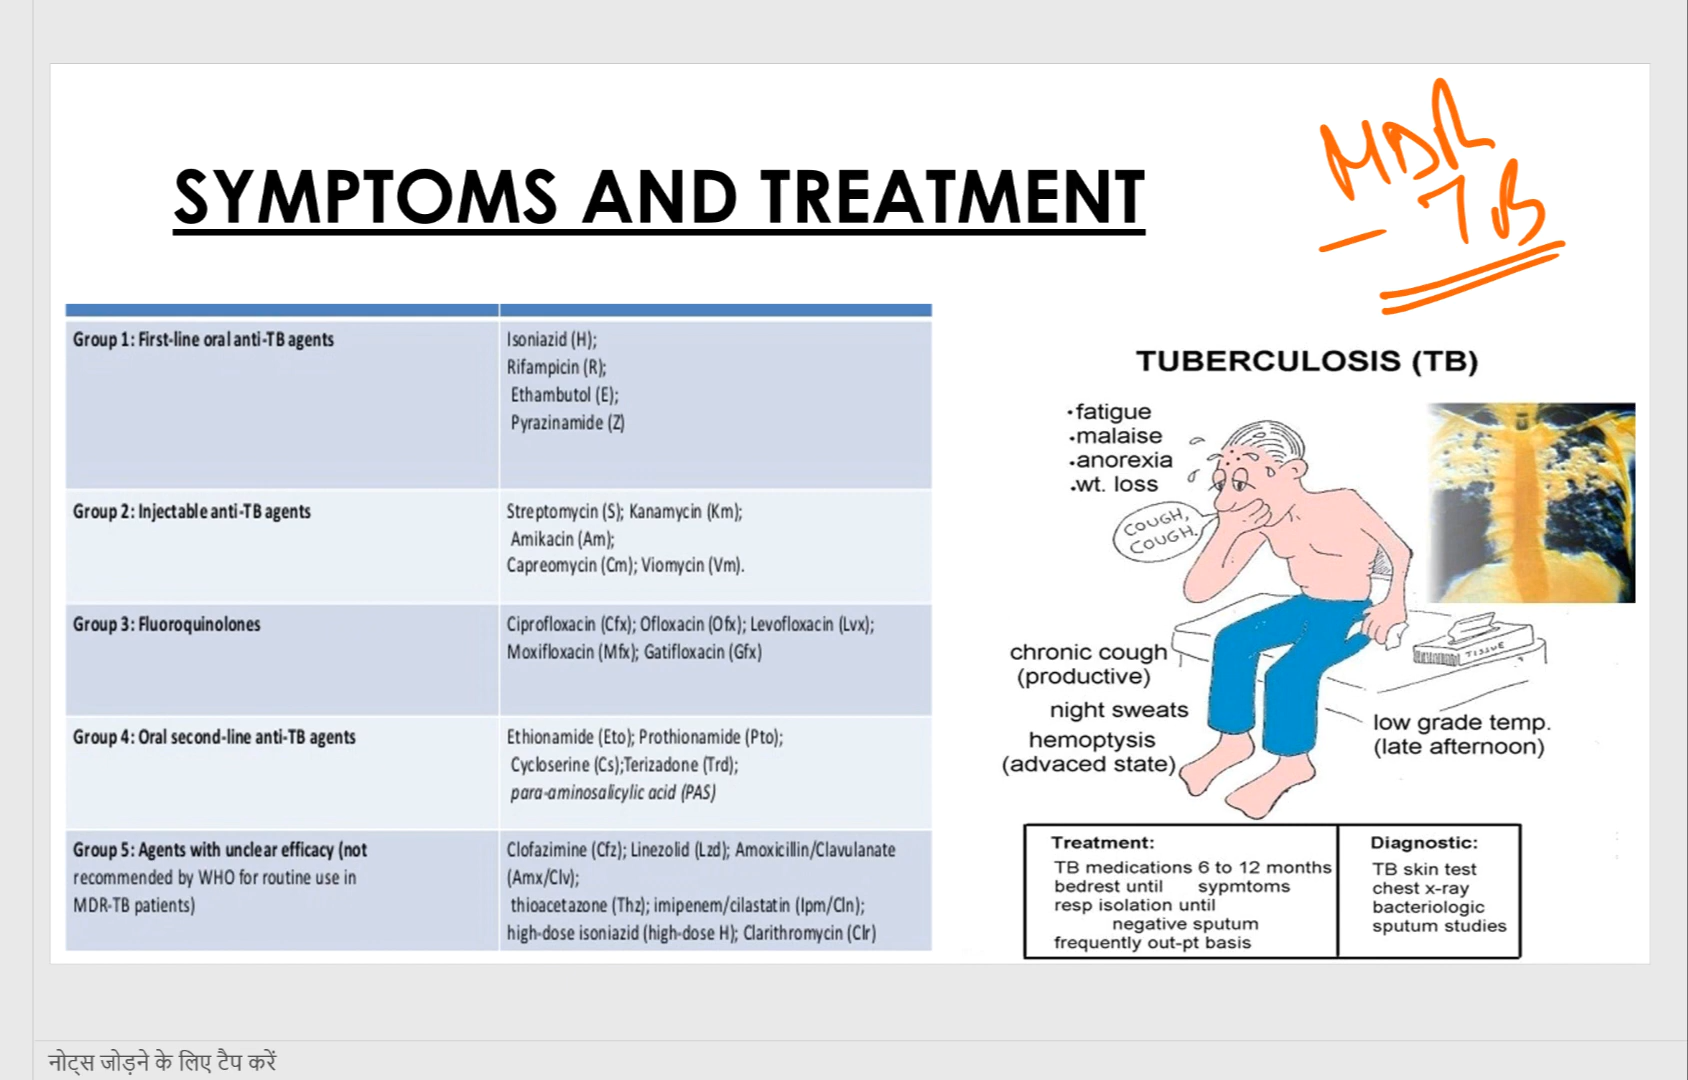 SYMPTOMS AND TREATMENT
MDR
- TB
Group 1: First-line oral anti-TB agents
Isoniazid (H);
Rifampicin (R);
Ethambutol (E);
Pyrazinamide (Z)
Group 2: Injectable anti-TB agents
Streptomycin (S); Kanamycin (Km);
Amikacin (Am);
Capreomycin (Cm); Viomycin (Vm).
Group 3: Fluoroquinolones
Ciprofloxacin (Cfx); Ofloxacin (Ofx); Levofloxacin (Lvx);
Moxifloxacin (Mfx); Gatifloxacin (Gfx)
Group 4: Oral second-line anti-TB agents
Ethionamide (Eto); Prothionamide (Pto);
Cycloserine (Cs);Terizadone (Trd);
para-aminosalicylic acid (PAS)
Group 5: Agents with unclear efficacy (not
recommended by WHO for routine use in
MDR-TB patients)
Clofazimine (Cfz); Linezolid (Lzd); Amoxicillin/Clavulanate
(Amx/Clv);
thioacetazone (Thz); imipenem/cilastatin (Ipm/Cln);
high-dose isoniazid (high-dose H); Clarithromycin (Clr)
TUBERCULOSIS (TB)
·fatigue
·malaise
·anorexia
·wt. loss
COUGH,
COUGH.
TISSUE
chronic cough
(productive)
night sweats
hemoptysis
(advaced state)
low grade temp.
(late afternoon)
Treatment:
TB medications 6 to 12 months
bedrest until sypmtoms
resp isolation until
negative sputum
frequently out-pt basis
Diagnostic:
TB skin test
chest x-ray
bacteriologic
sputum studies
नोट्स जोड़ने के लिए टैप करें